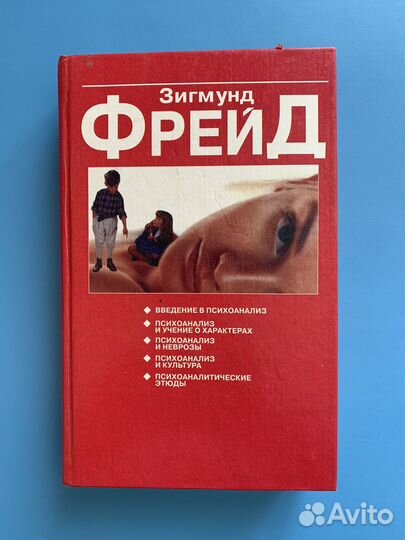 Зигмунд
ФРЕЙД
ВВЕДЕНИЕ В ПСИХОАНАЛИЗ
ПСИХОАНАЛИЗ
И УЧЕНИЕ О ХАРАКТЕРАХ
ПСИХОАНАЛИЗ
И НЕВРОЗЫ
ПСИХОАНАЛИЗ
И КУЛЬТУРА
ПСИХОАНАЛИТИЧЕСКИЕ
ЭТЮДЫ
Avito